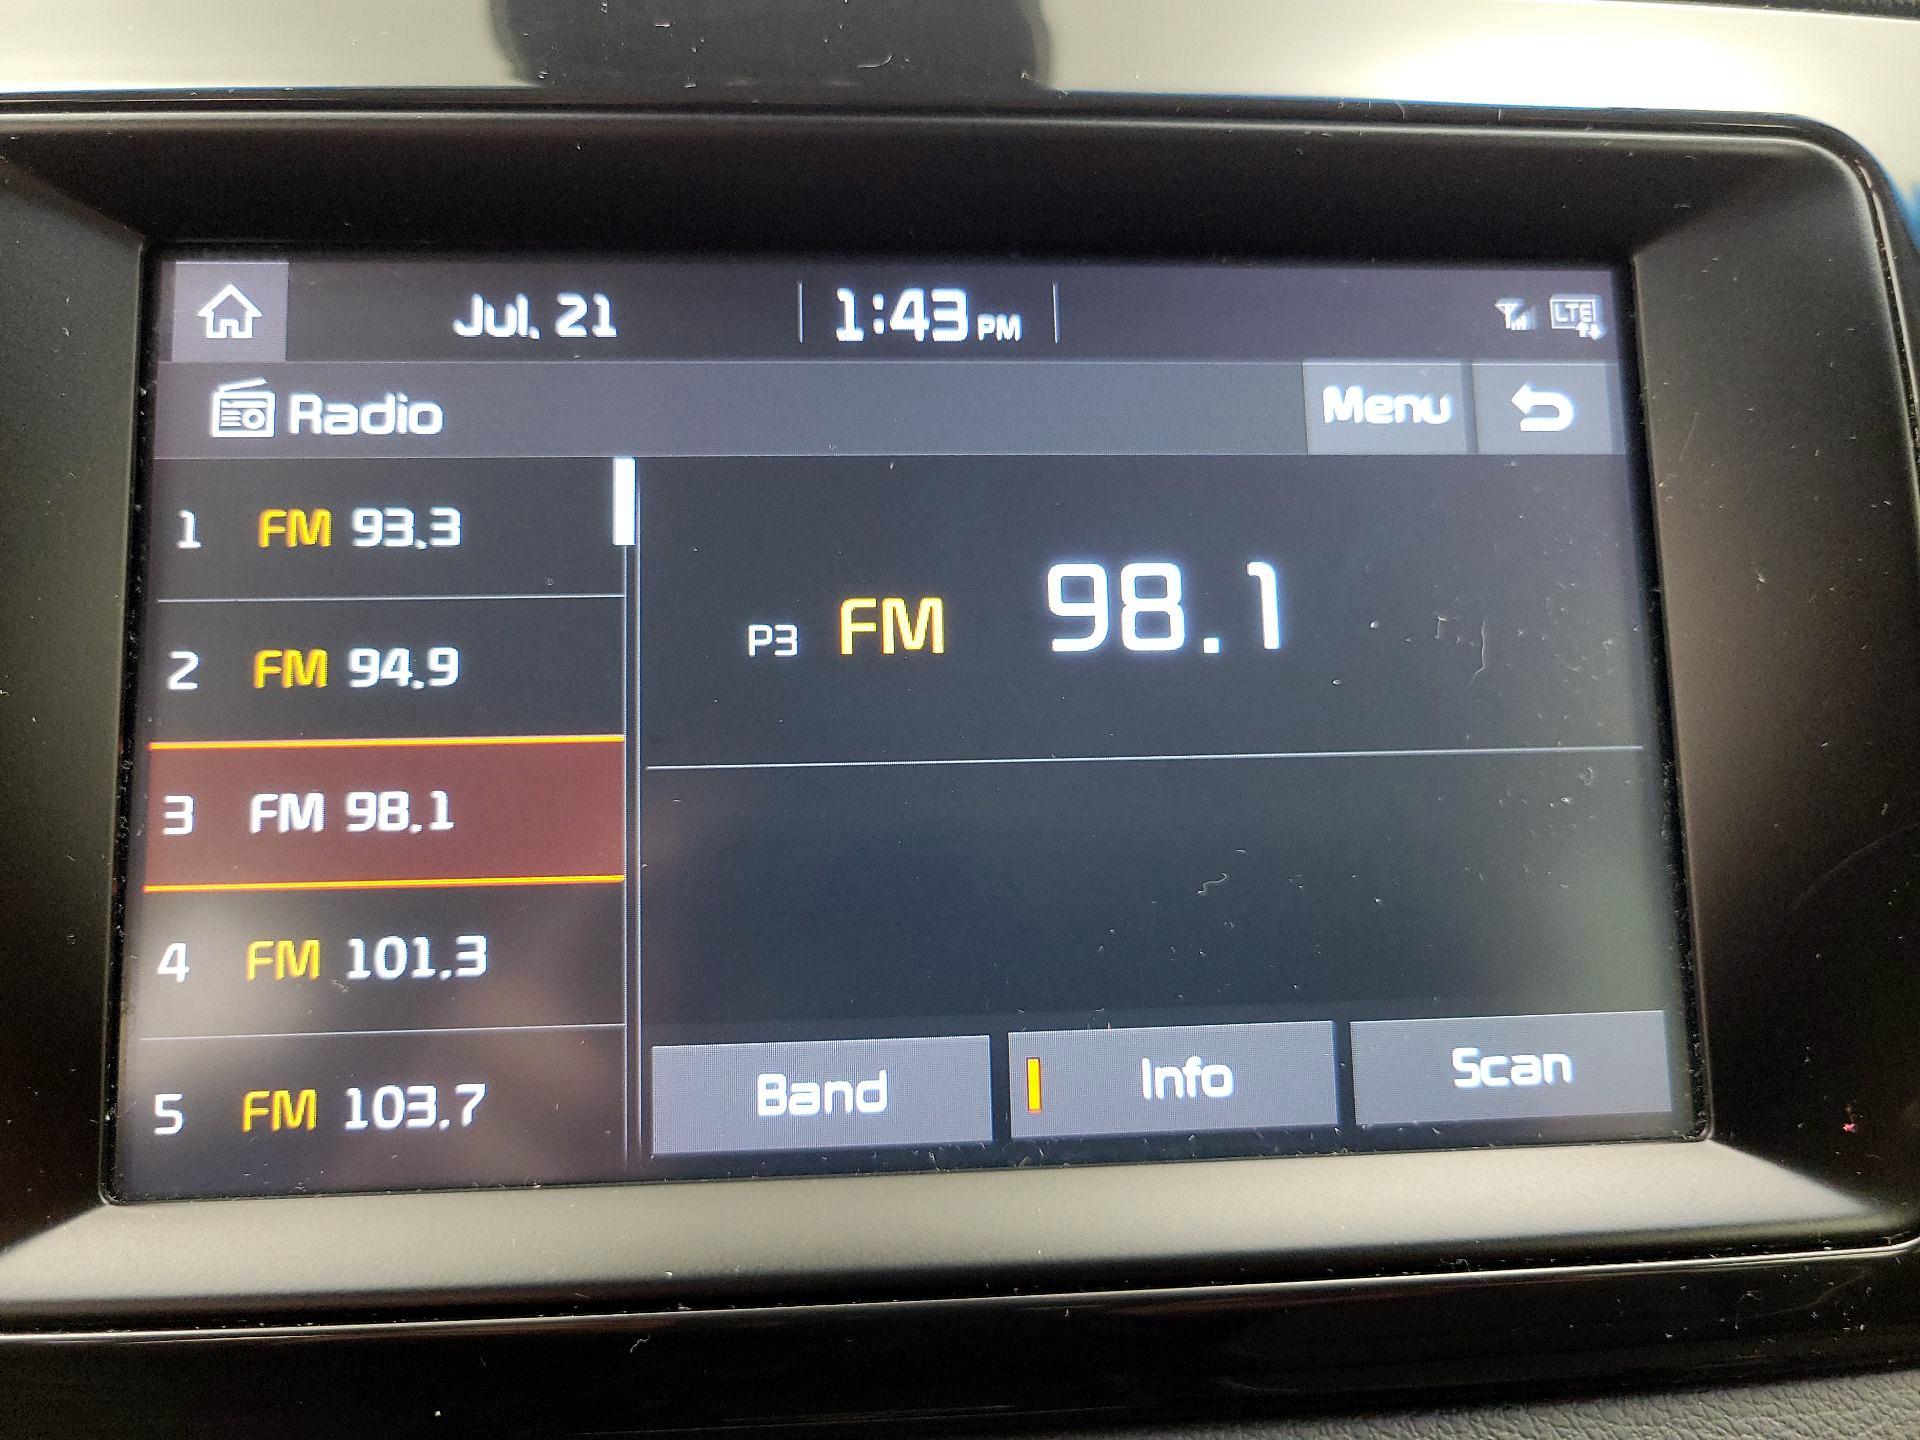 Jul. 21 1:43 PM LTE
Radio Menu
1 FM 93.3
2 FM 94.9
3 FM 98.1
4 FM 101.3
5 FM 103.7
P3 FM 98.1
Band Info Scan